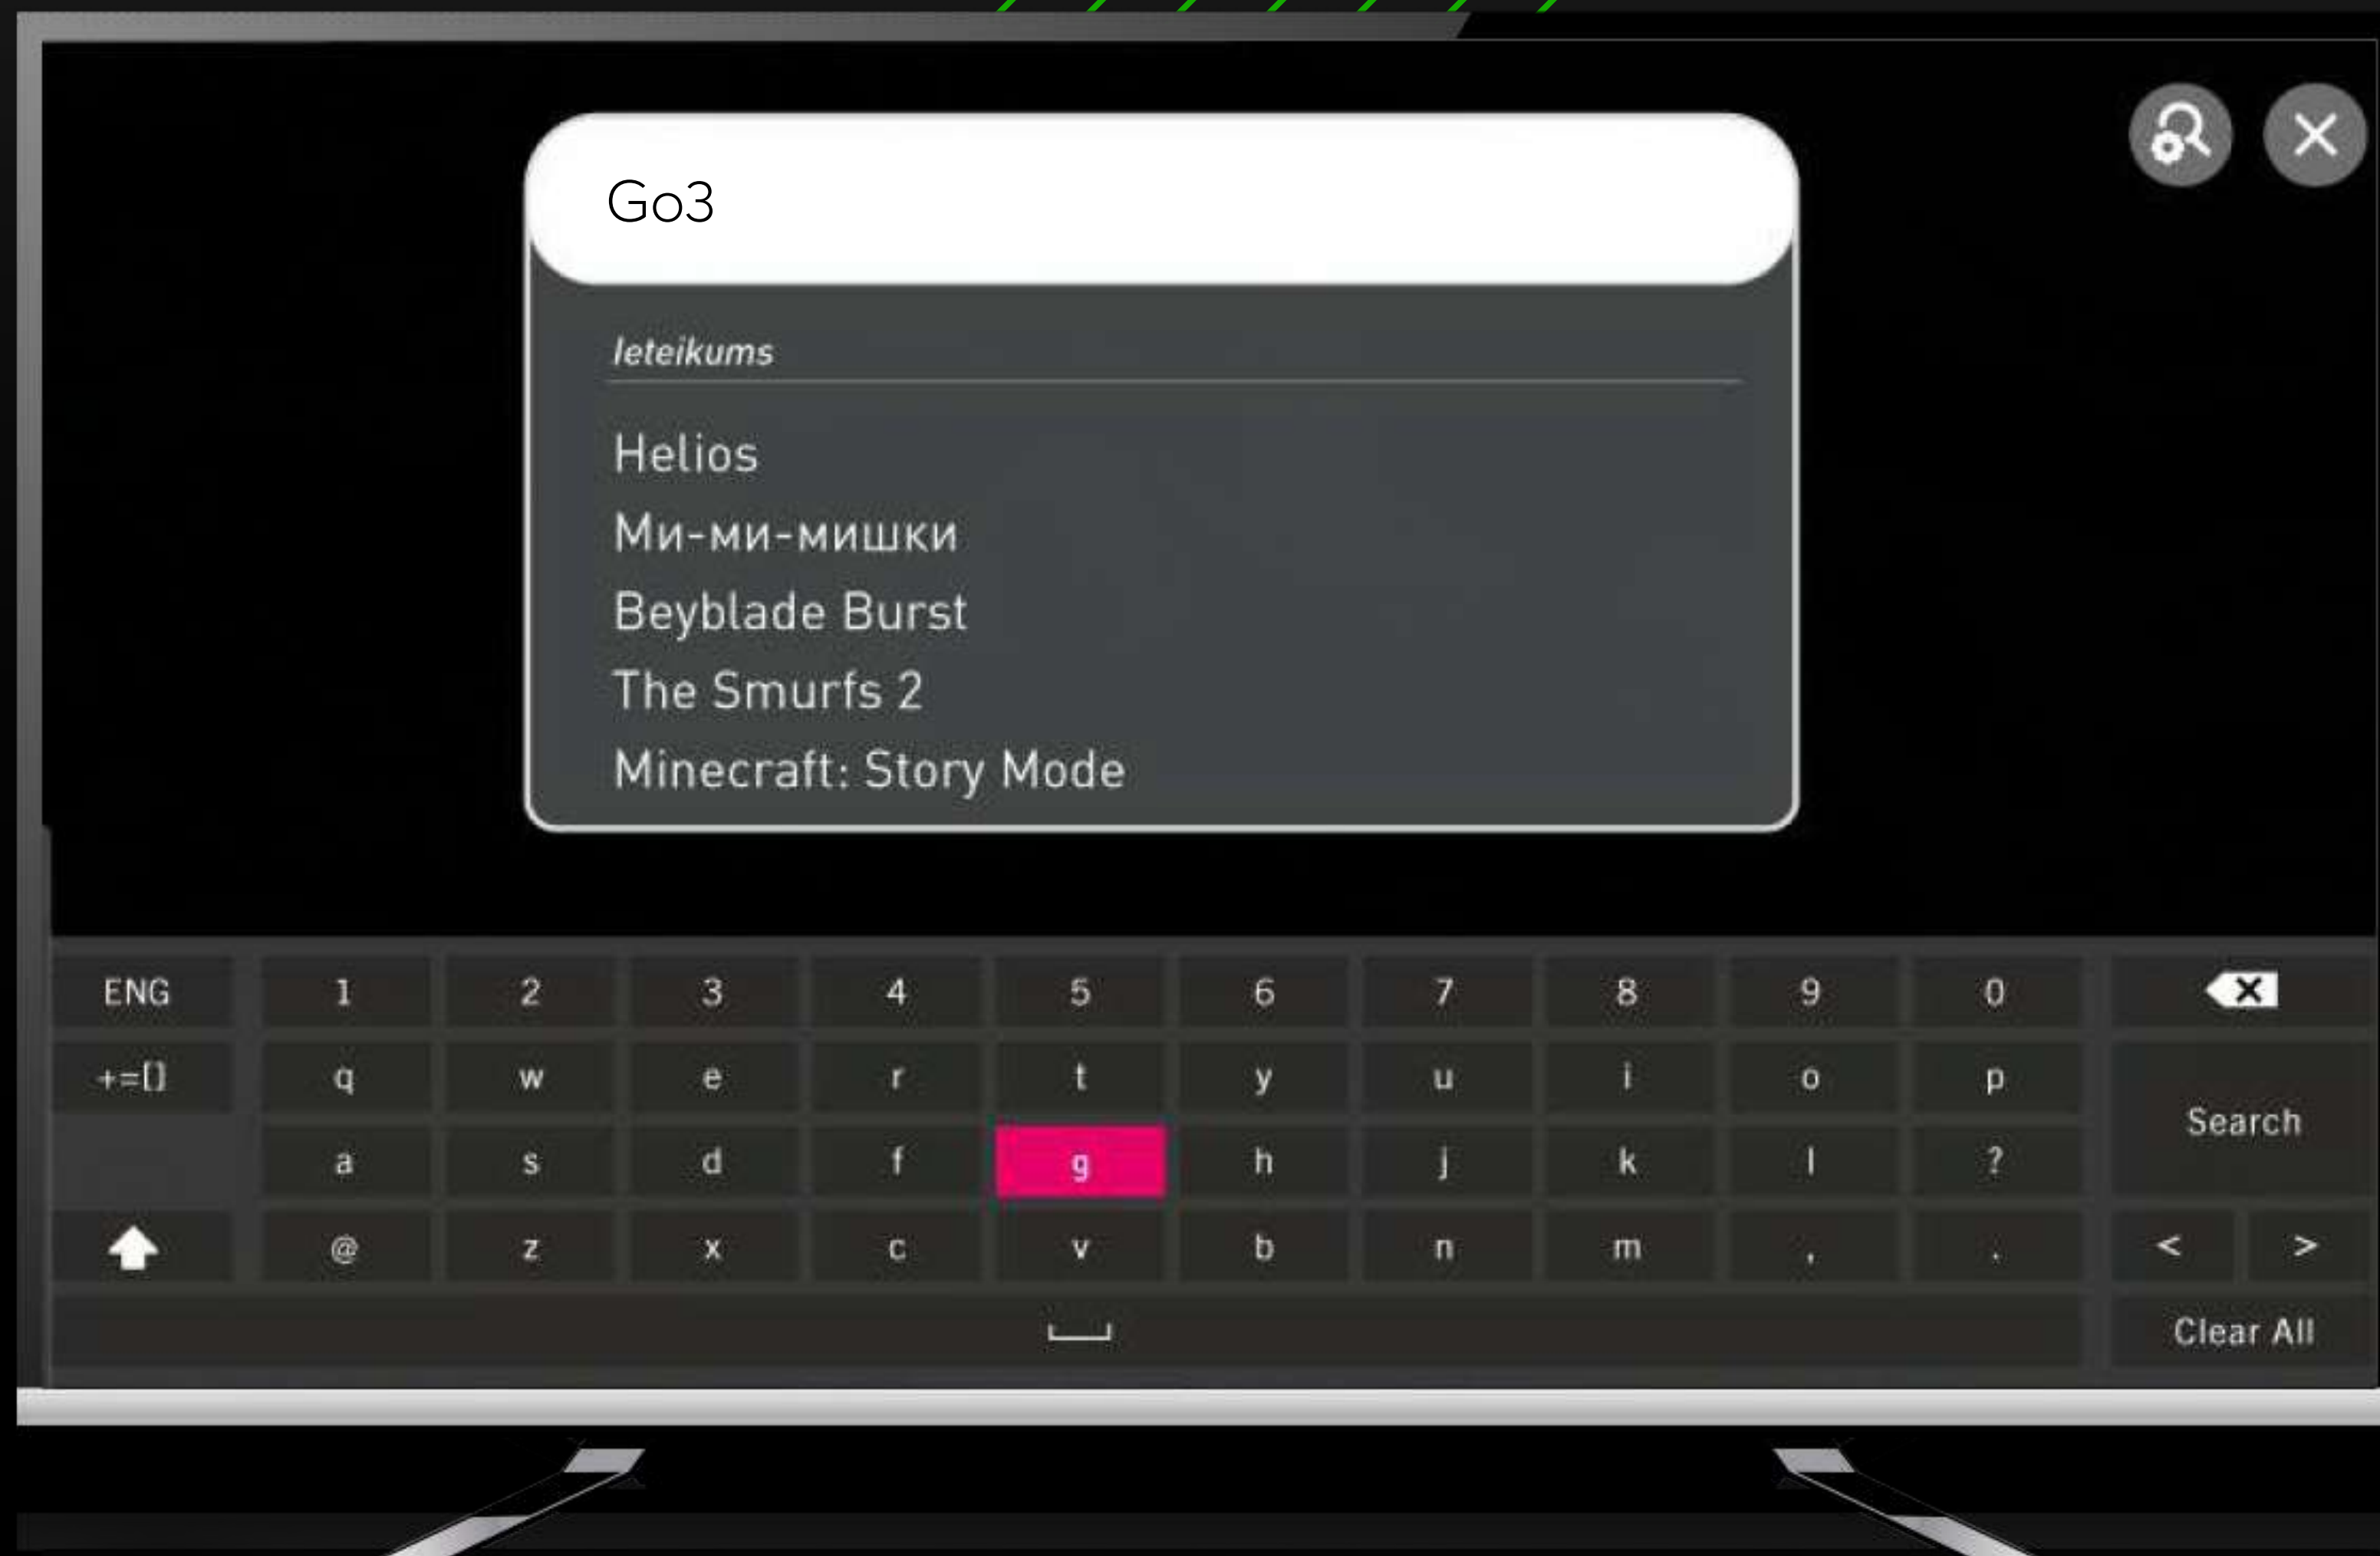 Go3
Ieteikums
Helios
Ми-ми-мишки
Beyblade Burst
The Smurfs 2
Minecraft: Story Mode
ENG 1 2 3 4 5 6 7 8 9 0
+=[] q w e r t y u i o p
Search
a s d f g h j k l ?
@ z x c v b n m , . < >
Clear All